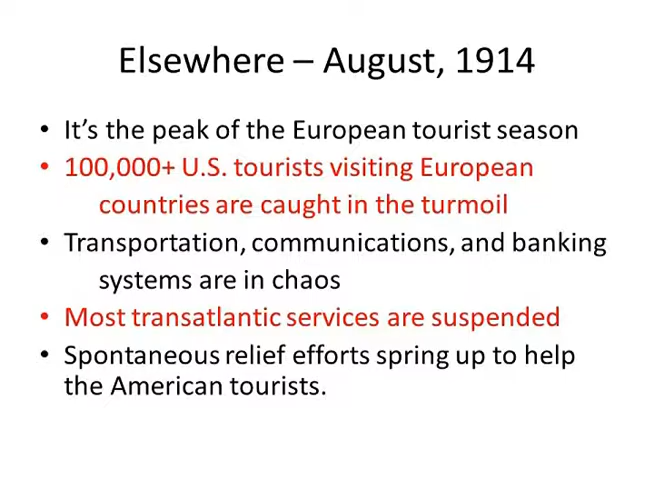 Elsewhere – August, 1914
• It’s the peak of the European tourist season
• 100,000+ U.S. tourists visiting European
countries are caught in the turmoil
• Transportation, communications, and banking
systems are in chaos
• Most transatlantic services are suspended
• Spontaneous relief efforts spring up to help
the American tourists.